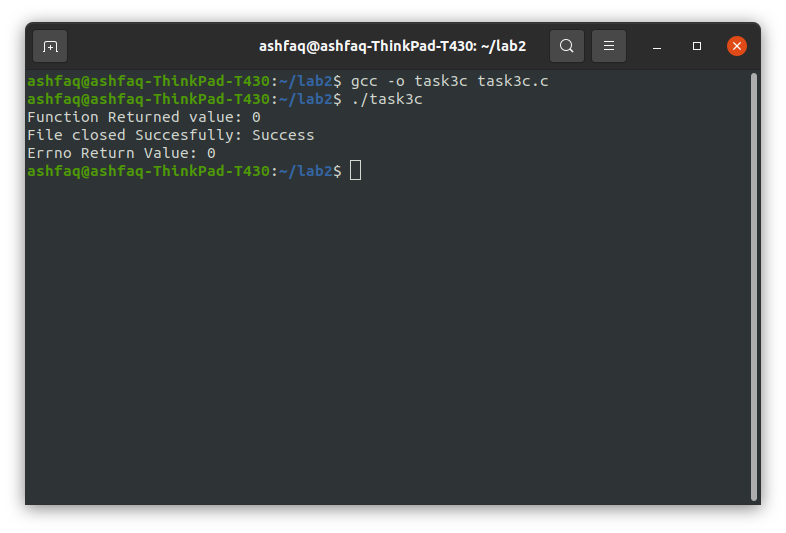 ashfaq@ashfaq-ThinkPad-T430: ~/lab2
ashfaq@ashfaq-ThinkPad-T430:~/lab2$ gcc -o task3c task3c.c
ashfaq@ashfaq-ThinkPad-T430:~/lab2$ ./task3c
Function Returned value: 0
File closed Succesfully: Success
Errno Return Value: 0
ashfaq@ashfaq-ThinkPad-T430:~/lab2$